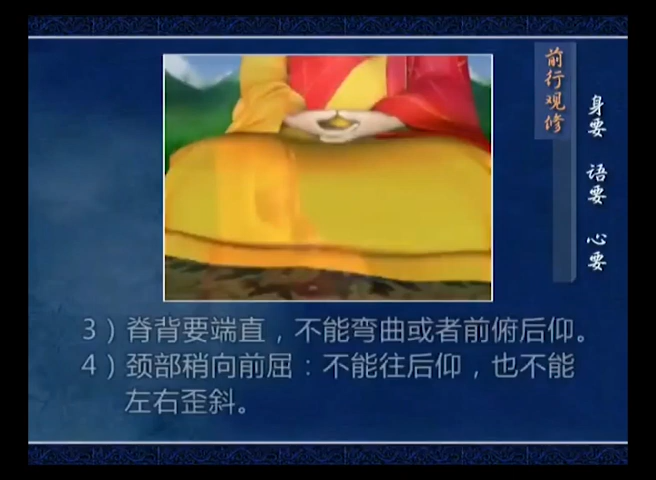 前行观修
身要 语要 心要
3）脊背要端直，不能弯曲或者前俯后仰。
4）颈部稍向前屈：不能往后仰，也不能
左右歪斜。